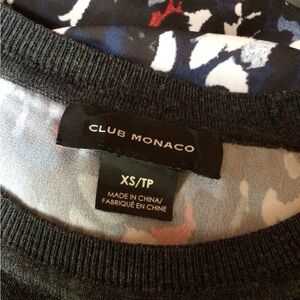 CLUB MONACO
XS/TP
MADE IN CHINA/
FABRIQUÉ EN CHINE